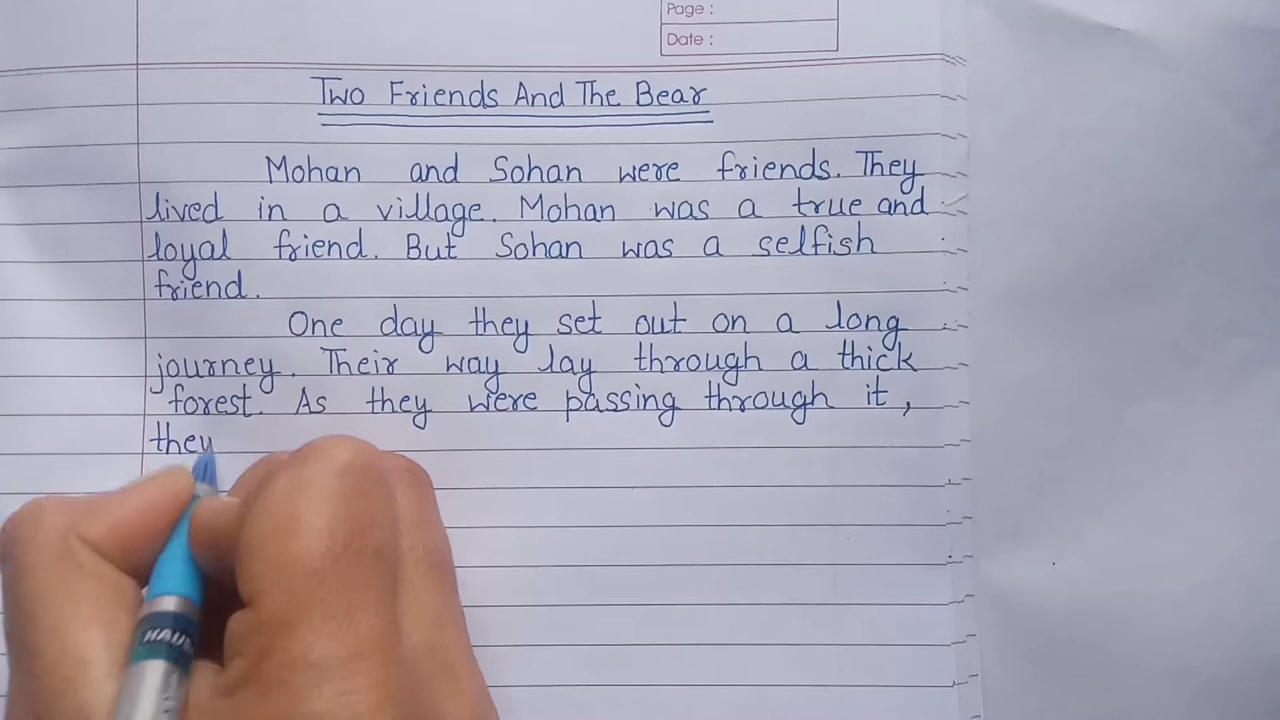 Page :
Date :
Two Friends And The Bear
Mohan and Sohan were friends. They
lived in a village. Mohan was a true and
loyal friend. But Sohan was a selfish
friend.
One day they set out on a long
journey. Their way lay through a thick
forest. As they were passing through it,
they